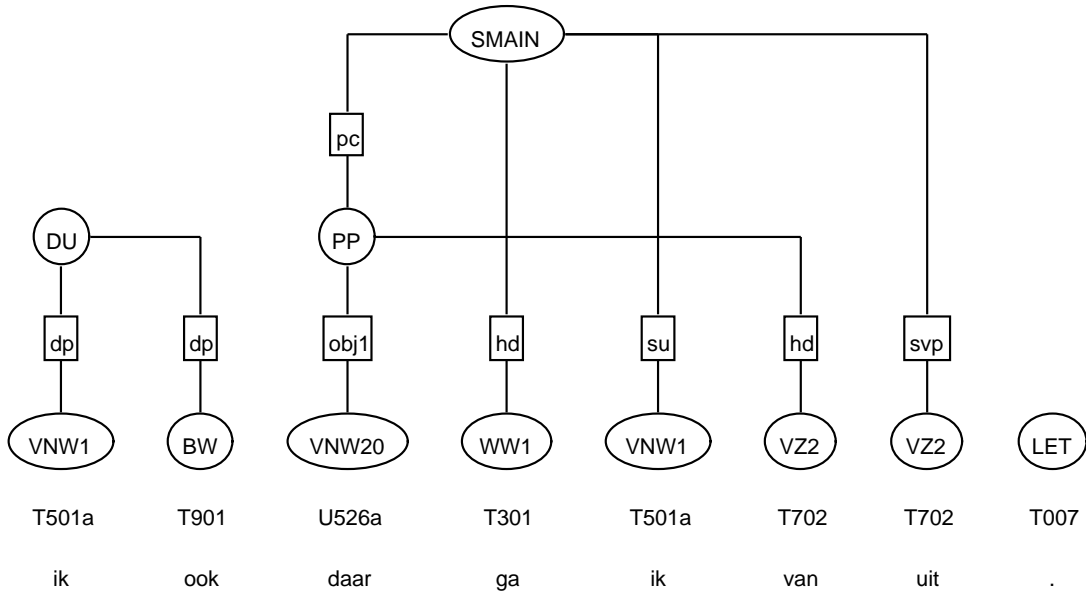 SMAIN
pc
DU PP
dp dp obj1 hd su hd svp
VNW1 BW VNW20 WW1 VNW1 VZ2 VZ2 LET
T501a T901 U526a T301 T501a T702 T702 T007
ik ook daar ga ik van uit .